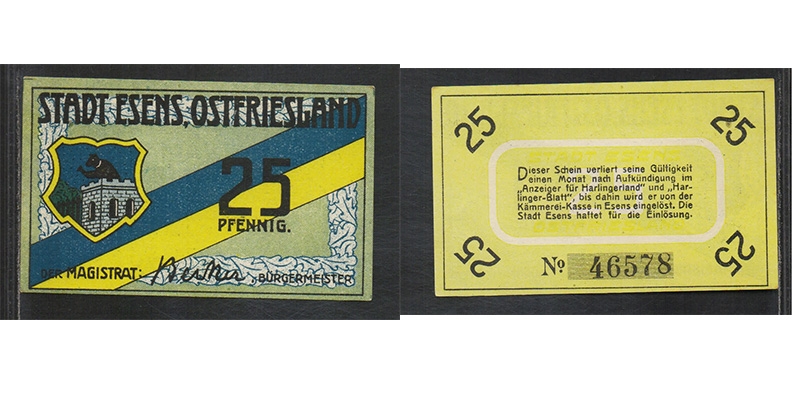 STADT ESENS, OSTFRIESLAND
25
PFENNIG.
DER MAGISTRAT:
BÜRGERMEISTER
25
25
Dieser Schein verliert seine Gültigkeit
einen Monat nach Aufkündigung im
„Anzeiger für Harlingerland" und „Har-
linger-Blatt", bis dahin wird er von der
Kämmerei-Kasse in Esens eingelöst. Die
Stadt Esens haftet für die Einlösung.
25
25
No. 46578